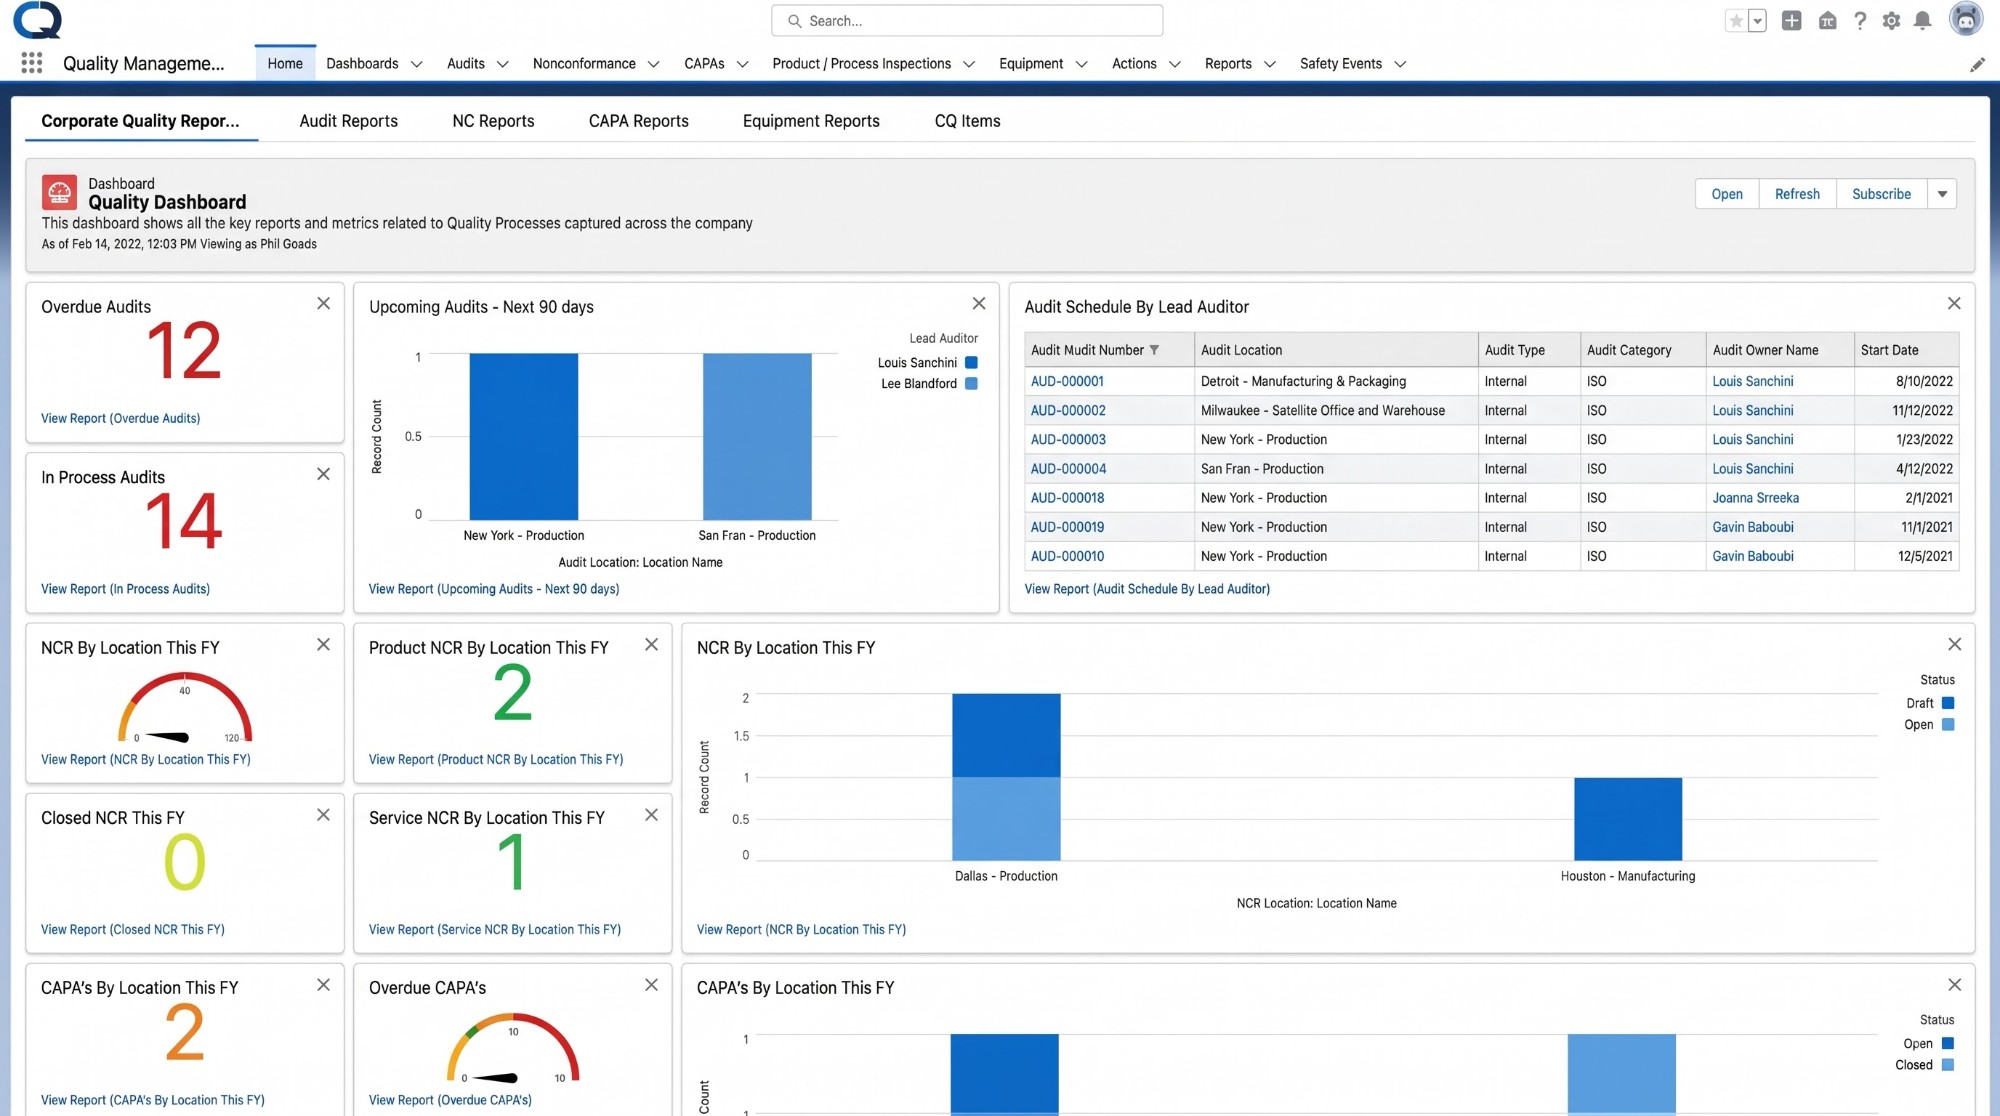 Search...
Quality Manageme...
Home
Dashboards
Audits
Nonconformance
CAPAs
Product / Process Inspections
Equipment
Actions
Reports
Safety Events
Corporate Quality Repor...
Audit Reports
NC Reports
CAPA Reports
Equipment Reports
CQ Items
Dashboard
Quality Dashboard
This dashboard shows all the key reports and metrics related to Quality Processes captured across the company
As of Feb 14, 2022, 12:03 PM Viewing as Phil Goads
Open
Refresh
Subscribe
Overdue Audits
12
View Report (Overdue Audits)
In Process Audits
14
View Report (In Process Audits)
Upcoming Audits - Next 90 days
Lead Auditor
Louis Sanchini
Lee Blandford
Record Count
1
0.5
0
New York - Production
San Fran - Production
Audit Location: Location Name
View Report (Upcoming Audits - Next 90 days)
Audit Schedule By Lead Auditor
Audit Mudit Number Audit Location Audit Type Audit Category Audit Owner Name Start Date
AUD-000001 Detroit - Manufacturing & Packaging Internal ISO Louis Sanchini 8/10/2022
AUD-000002 Milwaukee - Satellite Office and Warehouse Internal ISO Louis Sanchini 11/12/2022
AUD-000003 New York - Production Internal ISO Louis Sanchini 1/23/2022
AUD-000004 San Fran - Production Internal ISO Louis Sanchini 4/12/2022
AUD-000018 New York - Production Internal ISO Joanna Srreeka 2/1/2021
AUD-000019 New York - Production Internal ISO Gavin Baboubi 11/1/2021
AUD-000010 New York - Production Internal ISO Gavin Baboubi 12/5/2021
View Report (Audit Schedule By Lead Auditor)
NCR By Location This FY
40
0
120
View Report (NCR By Location This FY)
Product NCR By Location This FY
2
View Report (Product NCR By Location This FY)
Closed NCR This FY
0
View Report (Closed NCR This FY)
Service NCR By Location This FY
1
View Report (Service NCR By Location This FY)
NCR By Location This FY
Status
Draft
Open
Record Count
2
1.5
1
0.5
0
Dallas - Production
Houston - Manufacturing
NCR Location: Location Name
View Report (NCR By Location This FY)
CAPA's By Location This FY
2
View Report (CAPA's By Location This FY)
Overdue CAPA's
10
0
10
View Report (Overdue CAPA's)
CAPA's By Location This FY
Status
Open
Closed
1
Count
1